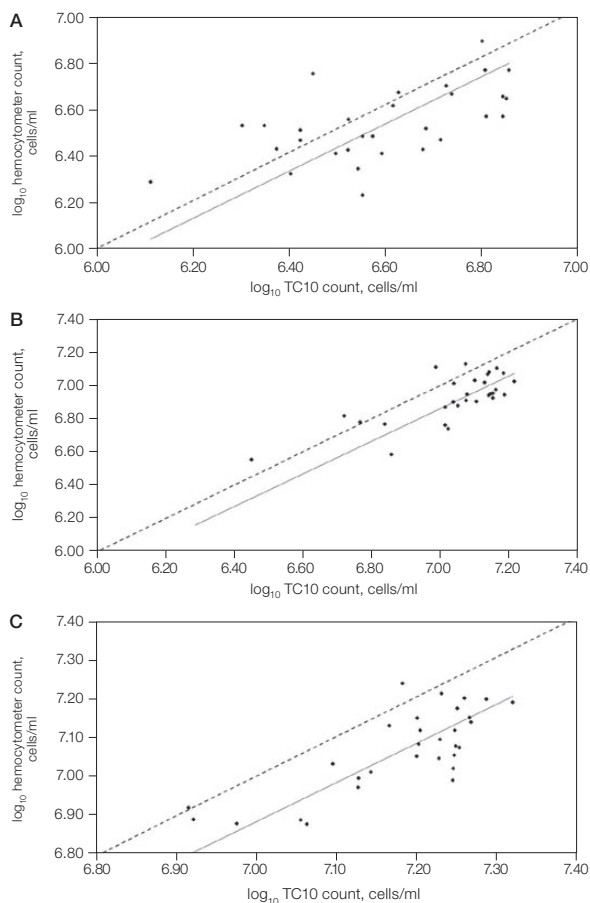 A
log₁₀ hemocytometer count,
cells/ml
7.00
6.80
6.60
6.40
6.20
6.00
6.00 6.20 6.40 6.60 6.80 7.00
log₁₀ TC10 count, cells/ml
B
log₁₀ hemocytometer count,
cells/ml
7.40
7.20
7.00
6.80
6.60
6.40
6.20
6.00
6.00 6.20 6.40 6.60 6.80 7.00 7.20 7.40
log₁₀ TC10 count, cells/ml
C
log₁₀ hemocytometer count,
cells/ml
7.40
7.30
7.20
7.10
7.00
6.90
6.80
6.80 6.90 7.00 7.10 7.20 7.30 7.40
log₁₀ TC10 count, cells/ml